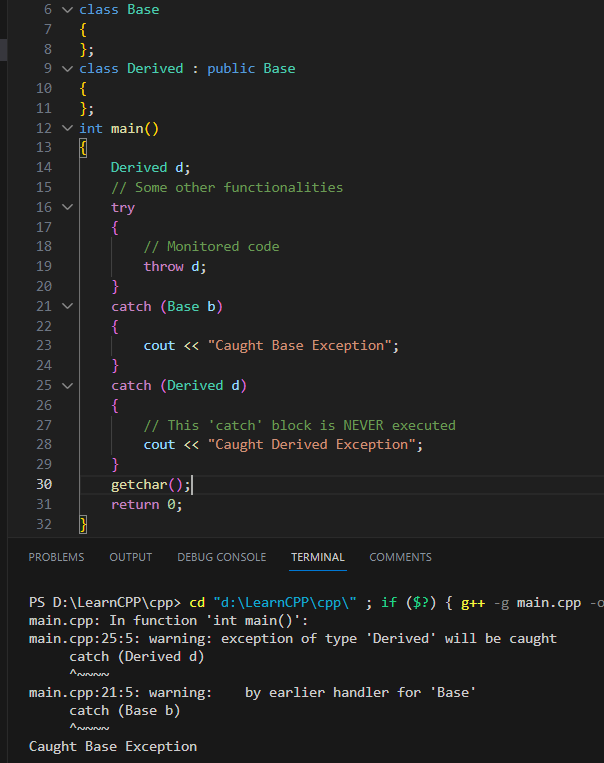 6 class Base
7 {
8 };
9 class Derived : public Base
10 {
11 };
12 int main()
13 {
14 Derived d;
15 // Some other functionalities
16 try
17 {
18 // Monitored code
19 throw d;
20 }
21 catch (Base b)
22 {
23 cout << "Caught Base Exception";
24 }
25 catch (Derived d)
26 {
27 // This 'catch' block is NEVER executed
28 cout << "Caught Derived Exception";
29 }
30 getchar();
31 return 0;
32 }
PROBLEMS OUTPUT DEBUG CONSOLE TERMINAL COMMENTS
PS D:\LearnCPP\cpp> cd "d:\LearnCPP\cpp\" ; if ($?) { g++ -g main.cpp -o
main.cpp: In function 'int main()':
main.cpp:25:5: warning: exception of type 'Derived' will be caught
catch (Derived d)
^~~~~
main.cpp:21:5: warning: by earlier handler for 'Base'
catch (Base b)
^~~~~
Caught Base Exception